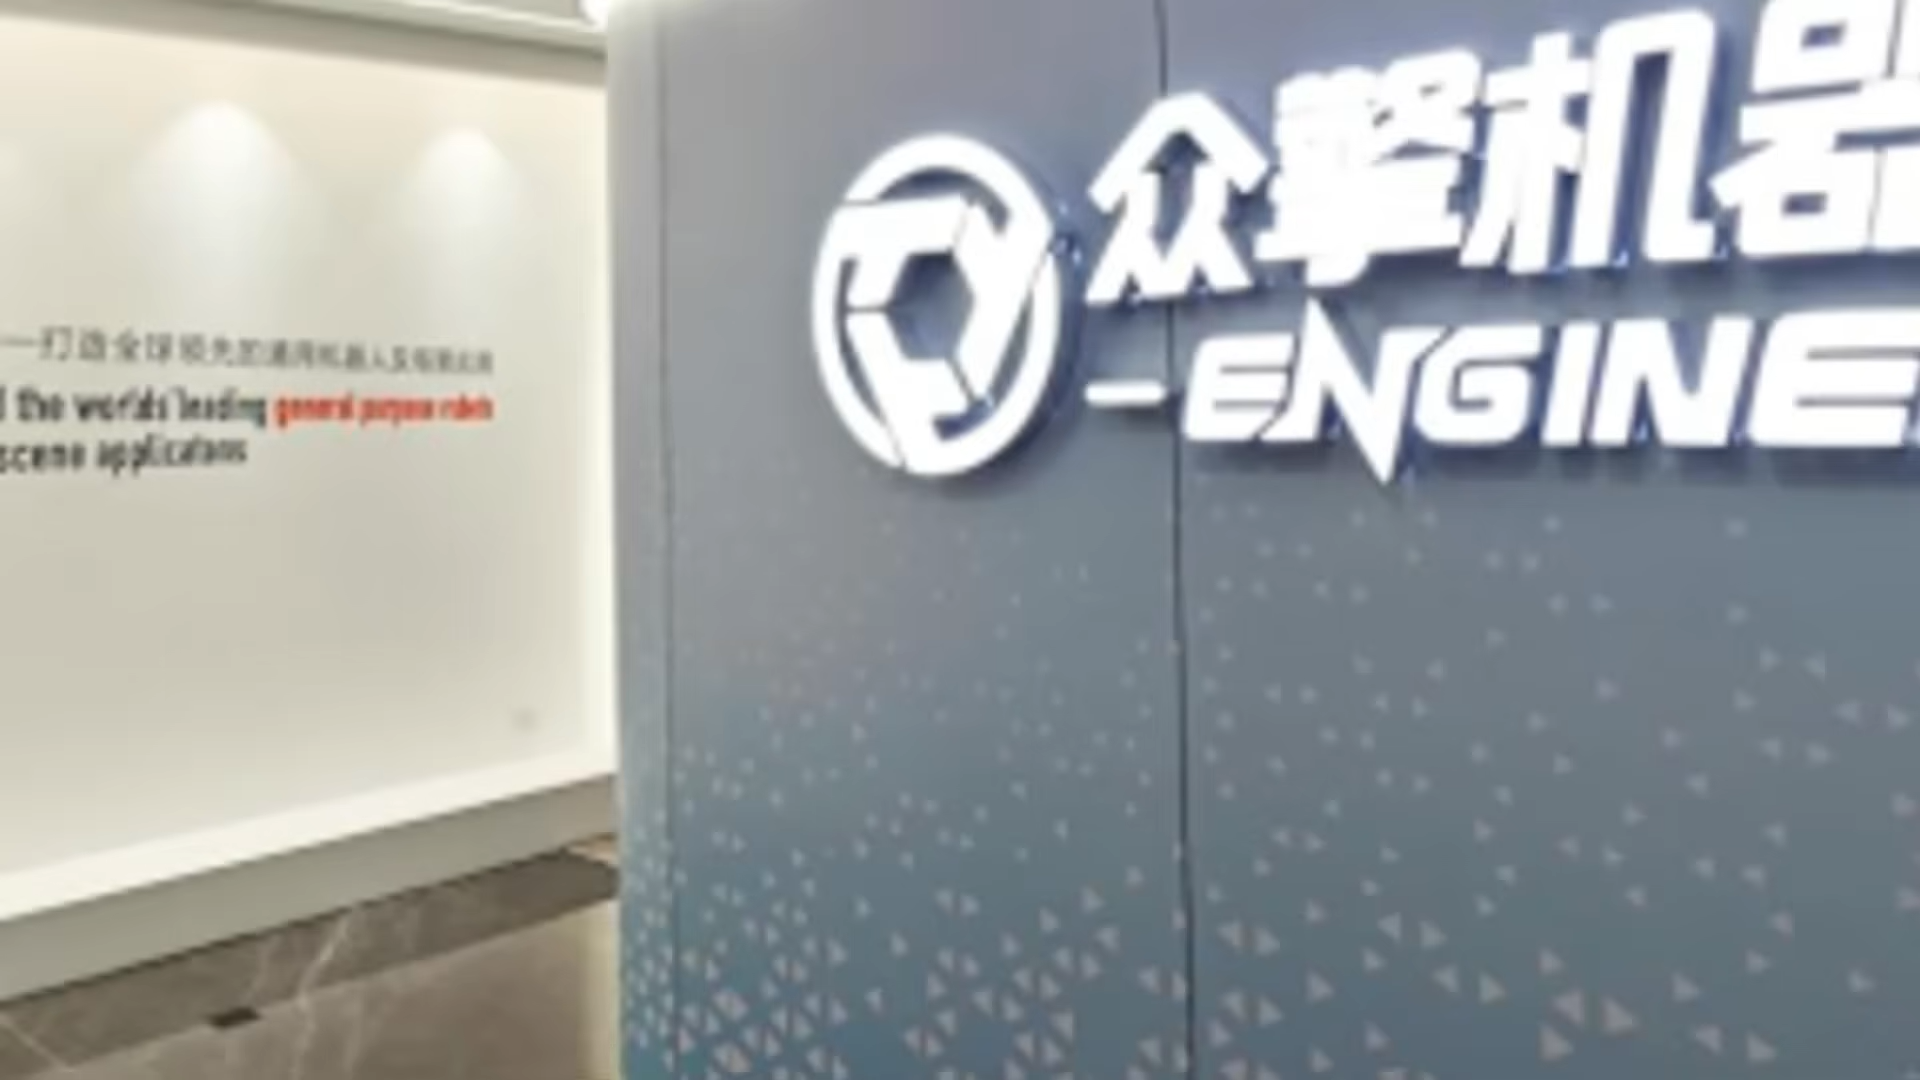 一打造全球领先的通用机器人及场景应用
the world's leading general purpose robots
scene applications
众擎机器
ENGINE